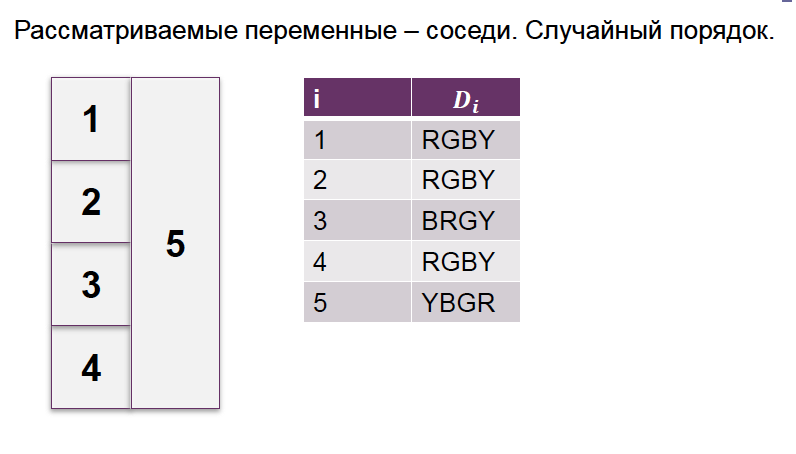 Рассматриваемые переменные – соседи. Случайный порядок.
1
2
3
4
5
i Dᵢ
1 RGBY
2 RGBY
3 BRGY
4 RGBY
5 YBGR